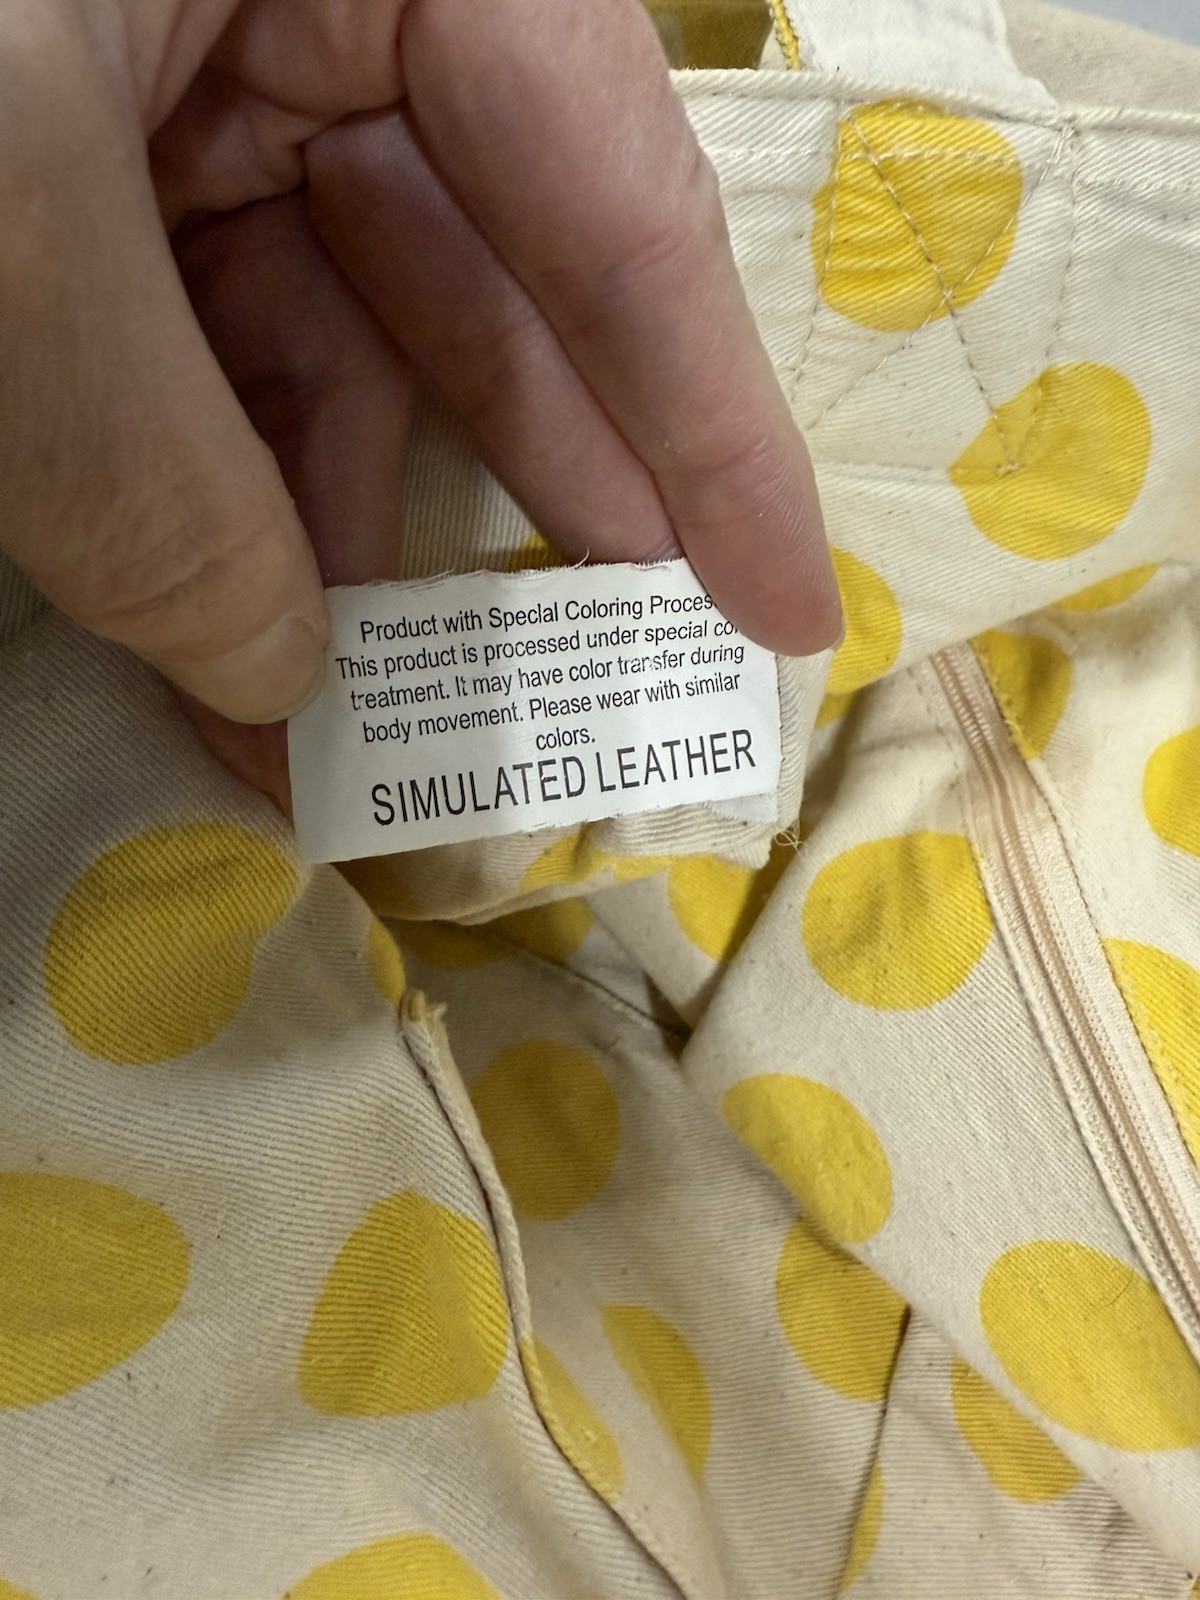 Product with Special Coloring
This product is processed under special
treatment. It may have color transfer during
body movement. Please wear with similar
colors.
SIMULATED LEATHER